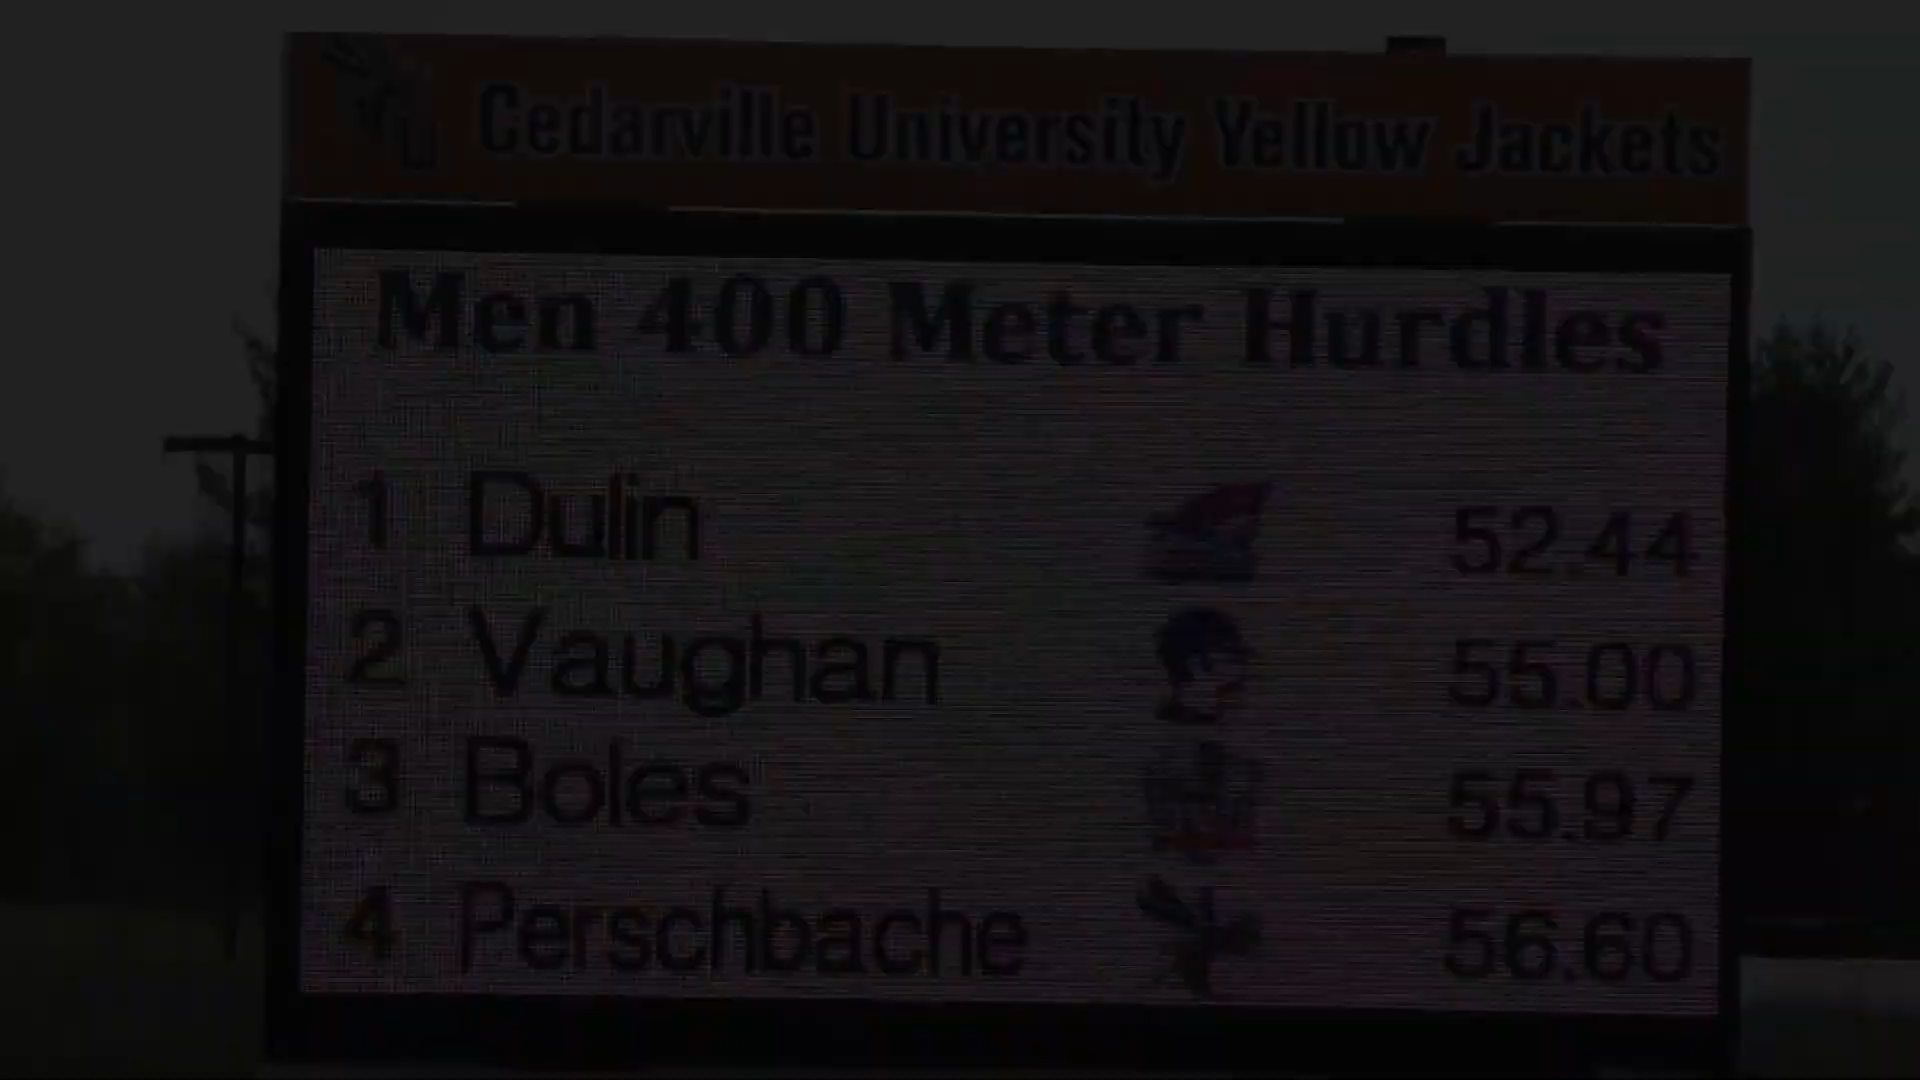 Cedarville University Yellow Jackets
Men 400 Meter Hurdles
1 Dulin 52.44
2 Vaughan 55.00
3 Boles 55.97
4 Perschbache 56.60